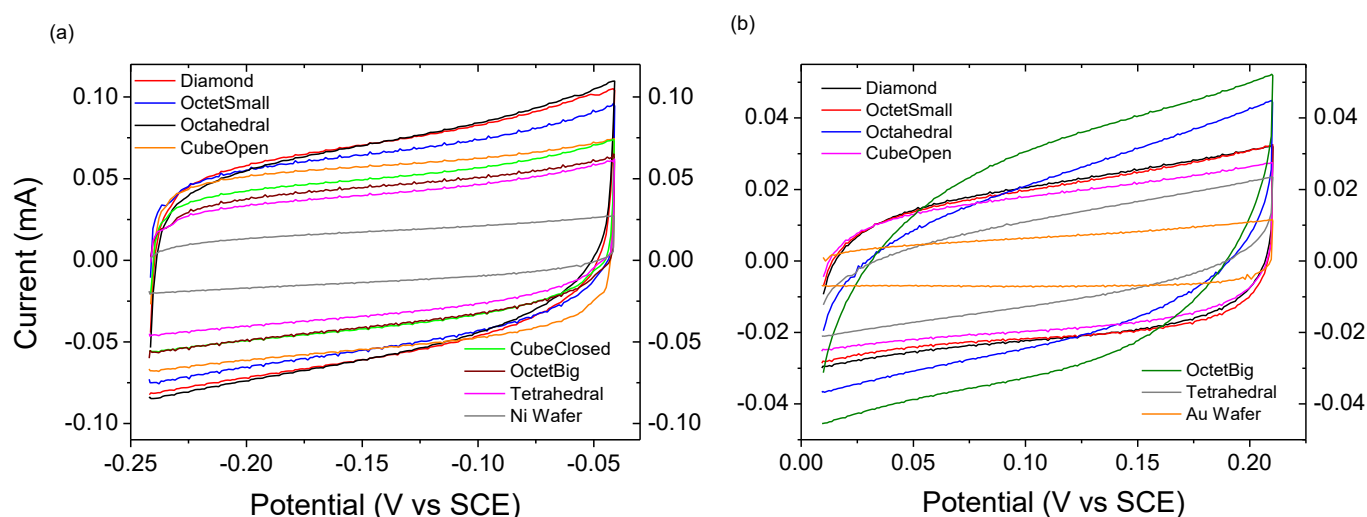 (a)
Diamond
OctetSmall
Octahedral
CubeOpen
CubeClosed
OctetBig
Tetrahedral
Ni Wafer
0.10
0.05
0.00
-0.05
-0.10
0.10
0.05
0.00
0.05
0.10
-0.25
-0.20
-0.15
-0.10
-0.05
Current (mA)
Potential (V vs SCE)
(b)
Diamond
OctetSmall
Octahedral
CubeOpen
OctetBig
Tetrahedral
Au Wafer
0.04
0.02
0.00
-0.02
-0.04
0.04
0.02
0.00
-0.02
-0.04
0.00
0.05
0.10
0.15
0.20
Potential (V vs SCE)